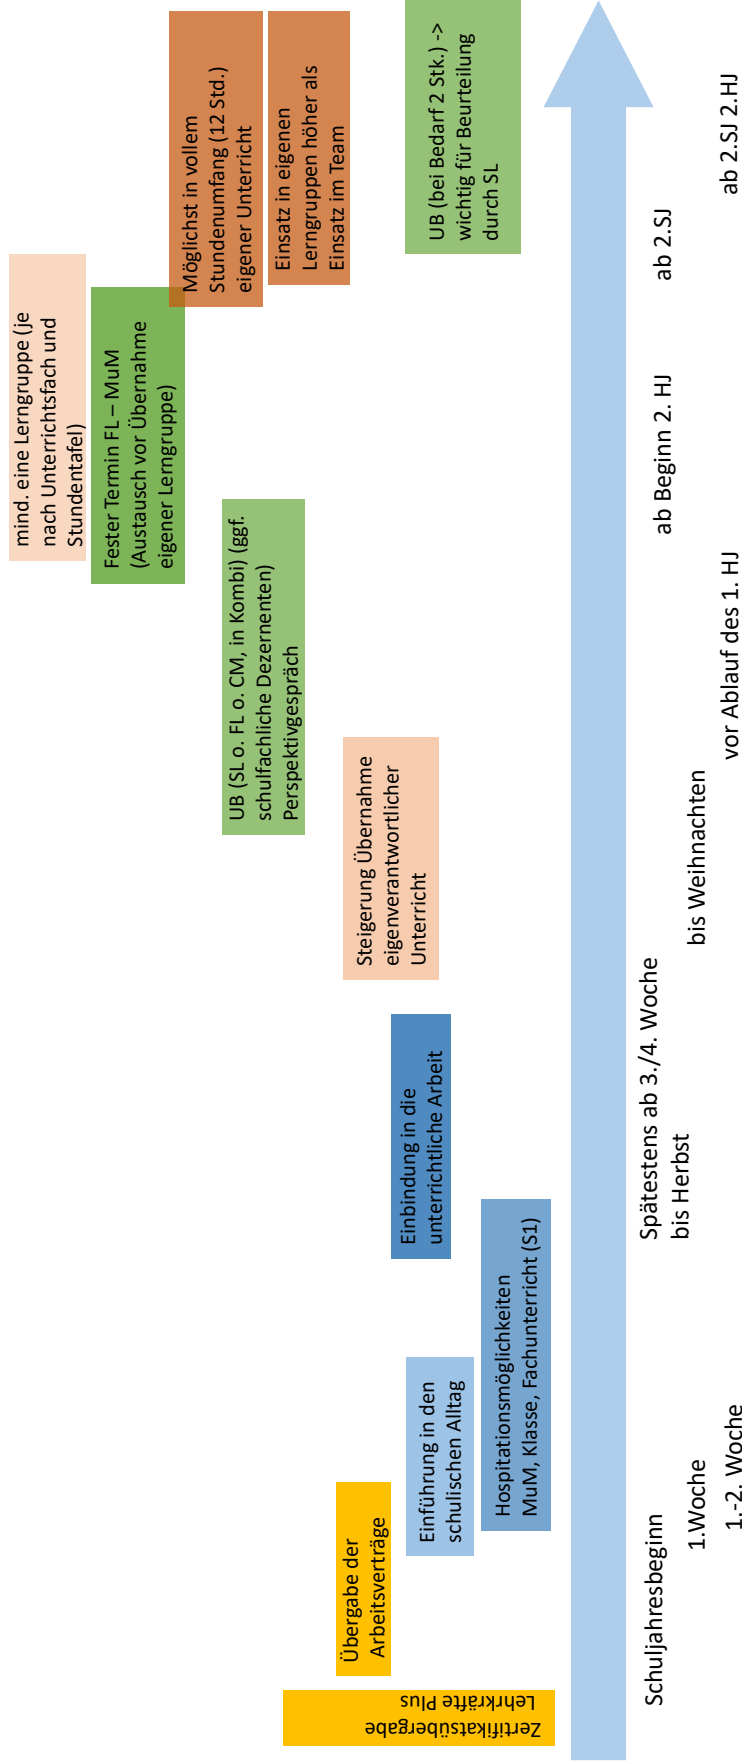 Zertifikatsübergabe
Lehrkräfte Plus
Übergabe der
Arbeitsverträge
Einführung in den
schulischen Alltag
Hospitationsmöglichkeiten
MuM, Klasse, Fachunterricht (S1)
Einbindung in die
unterrichtliche Arbeit
Steigerung Übernahme
eigenverantwortlicher
Unterricht
UB (SL o. FL o. CM, in Kombi) (ggf.
schulfachliche Dezernenten)
Perspektivgespräch
mind. eine Lerngruppe (je
nach Unterrichtsfach und
Stundentafel)
Fester Termin FL – MuM
(Austausch vor Übernahme
eigener Lerngruppe)
Möglichst in vollem
Stundenumfang (12 Std.)
eigener Unterricht
Einsatz in eigenen
Lerngruppen höher als
Einsatz im Team
UB (bei Bedarf 2 Stk.) ->
wichtig für Beurteilung
durch SL
Schuljahresbeginn
1.Woche
1.-2. Woche
Spätestens ab 3./4. Woche
bis Herbst
bis Weihnachten
vor Ablauf des 1. HJ
ab Beginn 2. HJ
ab 2.SJ
ab 2.SJ 2.HJ